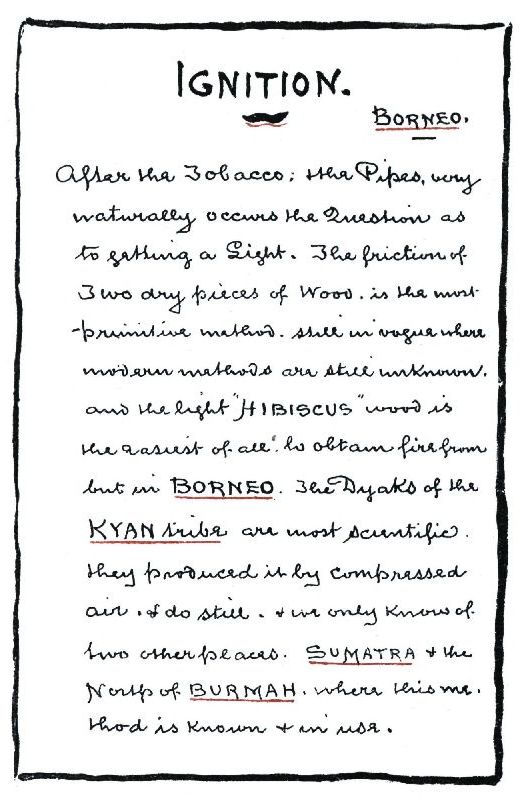 IGNITION.
BORNEO.
After the Tobacco; & the Pipes, very
naturally occurs the Question as
to getting a Light. The friction of
Two dry pieces of Wood. is the most
primitive method. still in vogue where
modern methods are still unknown.
and the light "HIBISCUS" wood is
the easiest of all. to obtain fire from
but in BORNEO. The Dyaks of the
KYAN tribe are most scientific.
they produced it by compressed
air. & do still. & we only know of
two other places. SUMATRA & the
North of BURMAH. where this me.
thod is known & in use.